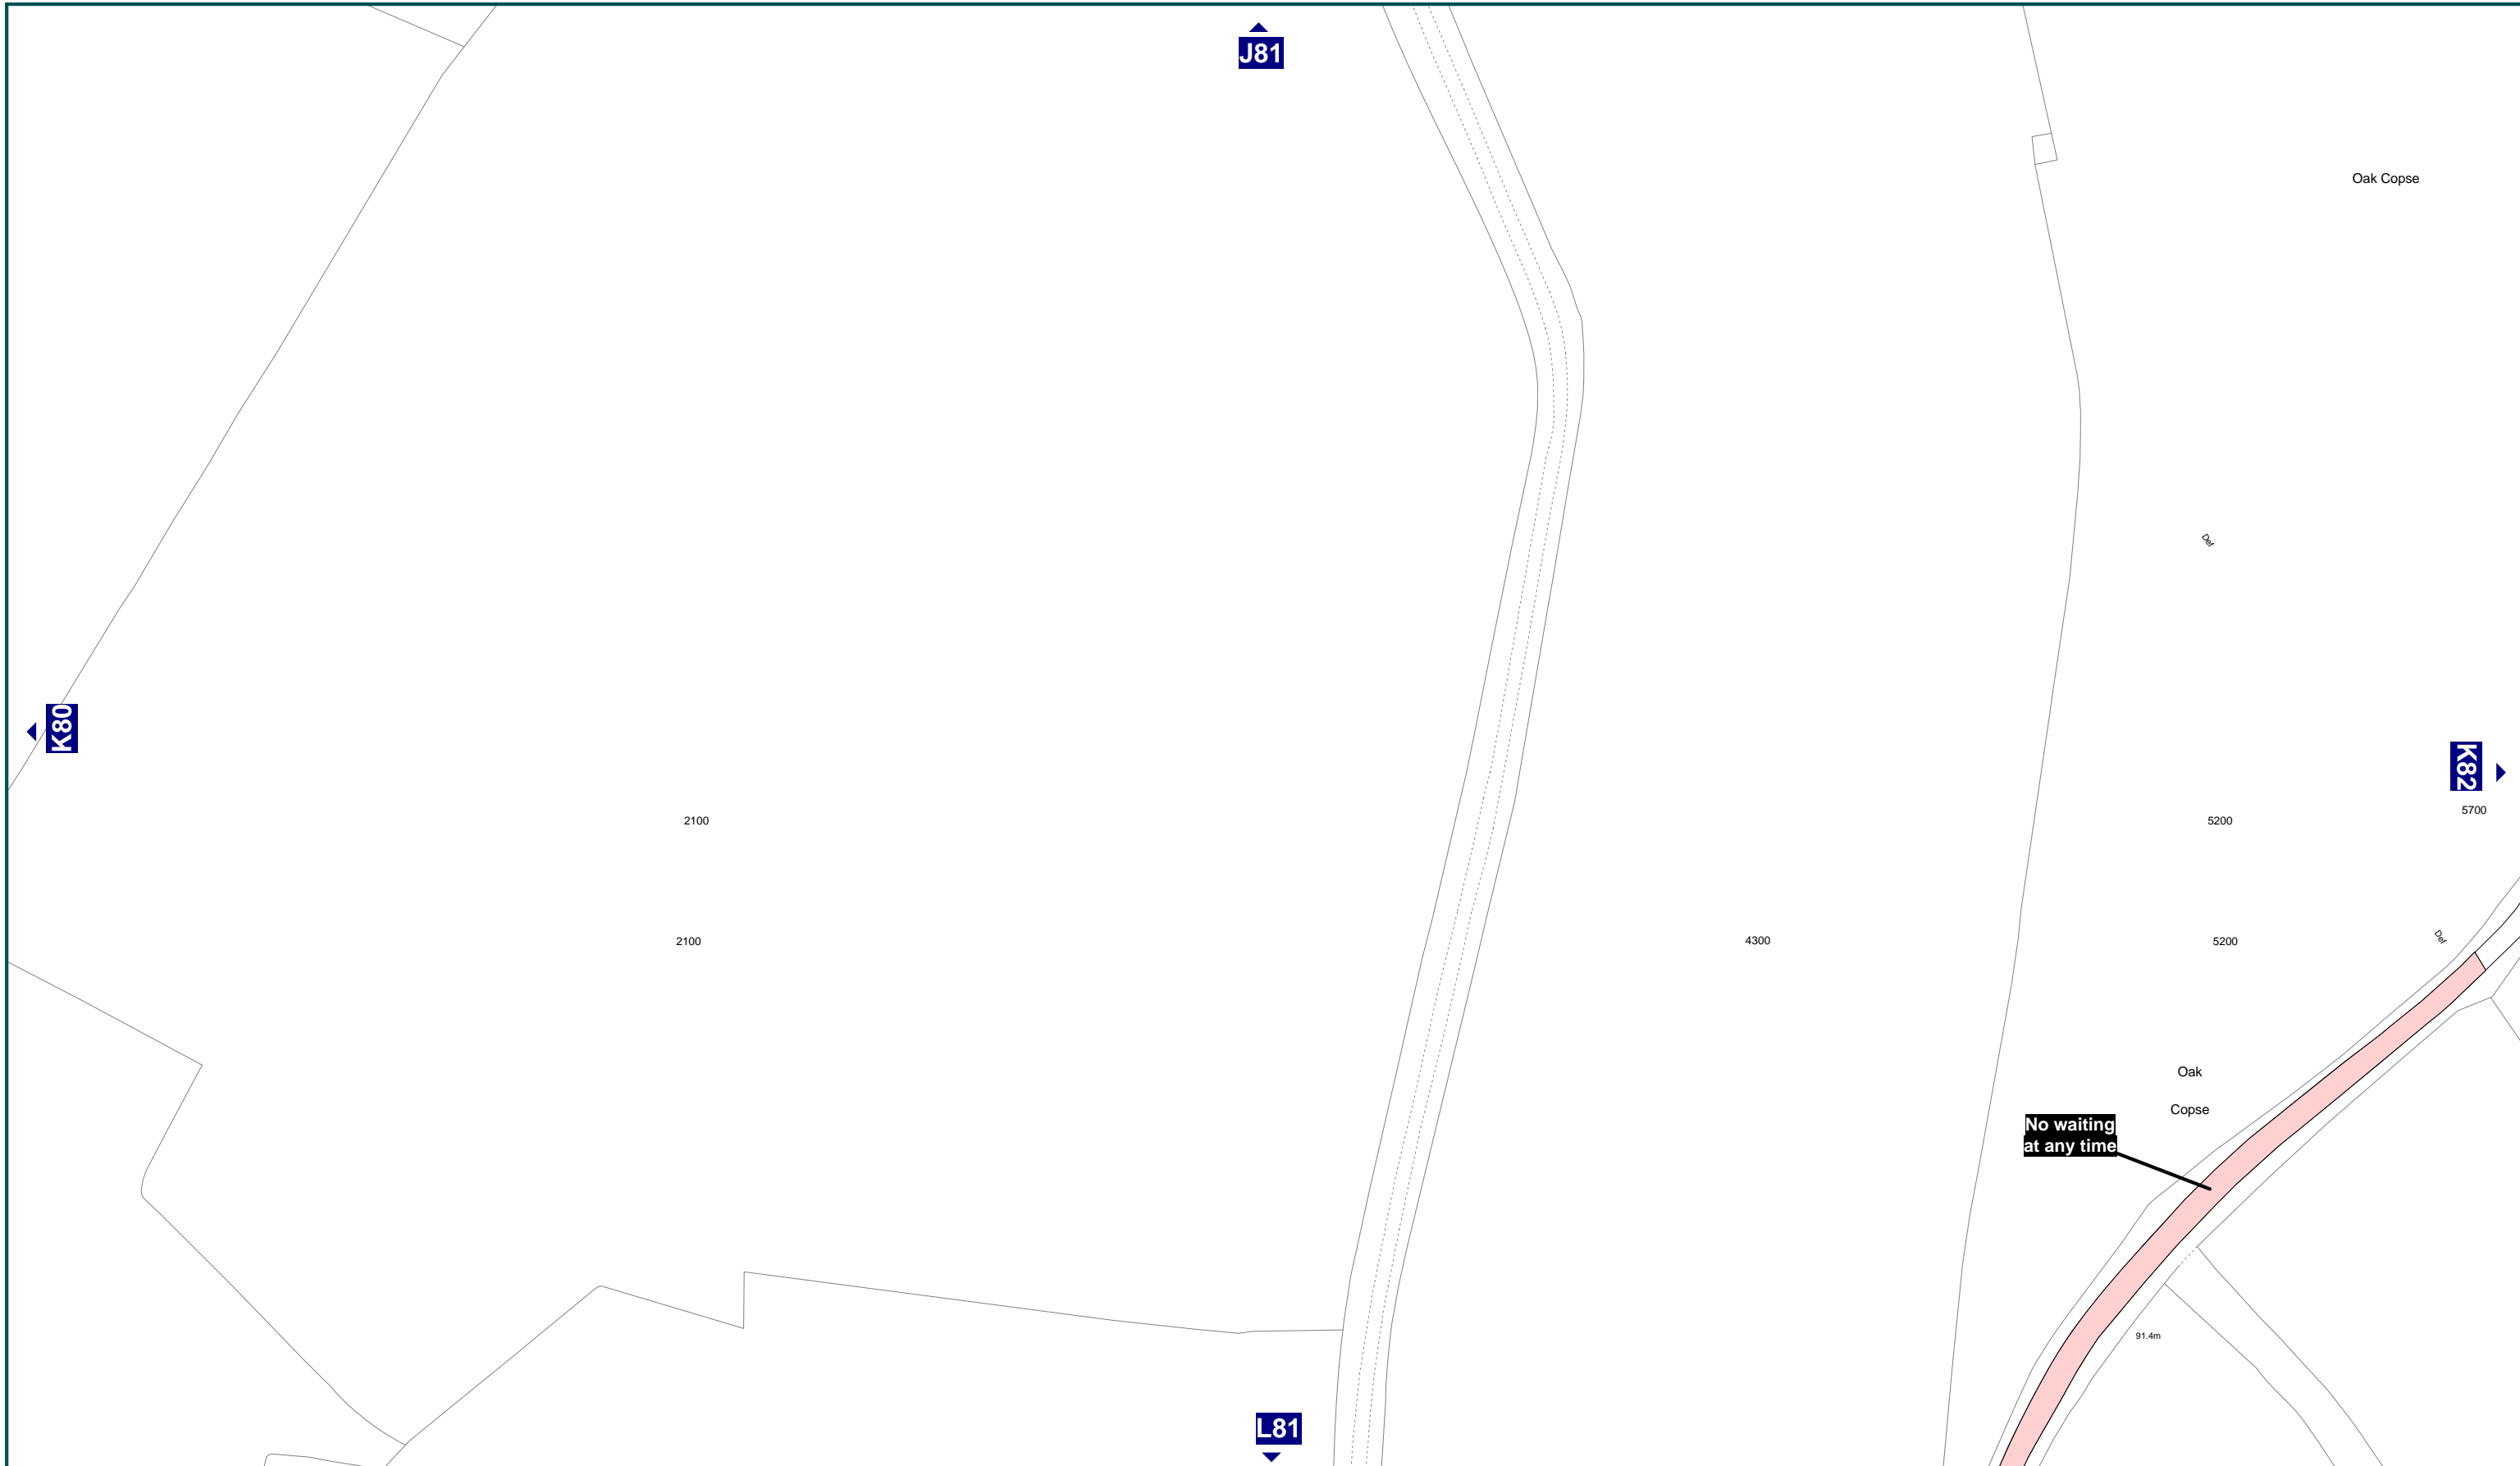 J81
Oak Copse
Def
K80
K82
5700
2100
5200
2100
4300
5200
Def
Oak
Copse
No waiting
at any time
91.4m
L81